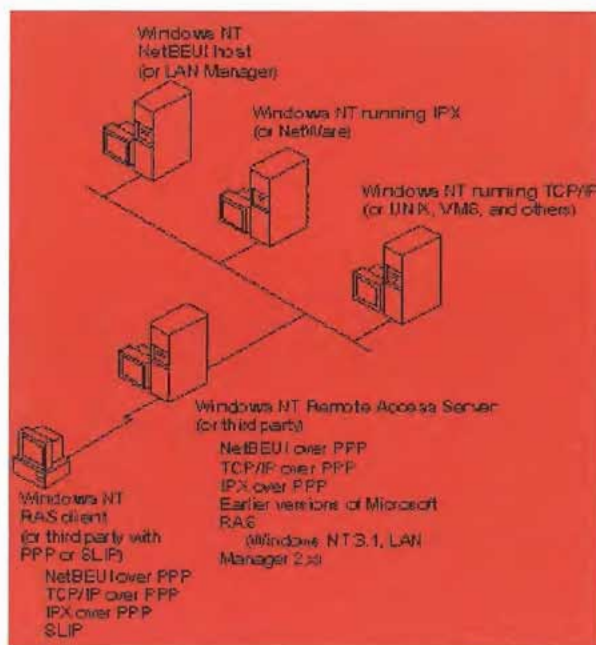 Windows NT
NetBEUI host
(or LAN Manager)
Windows NT running IPX
(or NetWare)
Windows NT running TCP/IP
(or UNIX, VMS, and others)
Windows NT Remote Access Server
(or third party)
NetBEUI over PPP
TCP/IP over PPP
IPX over PPP
Earlier versions of Microsoft
RAS
(Windows NT 3.1, LAN
Manager 2.x)
Windows NT
RAS client
(or third party with
PPP or SLIP)
NetBEUI over PPP
TCP/IP over PPP
IPX over PPP
SLIP